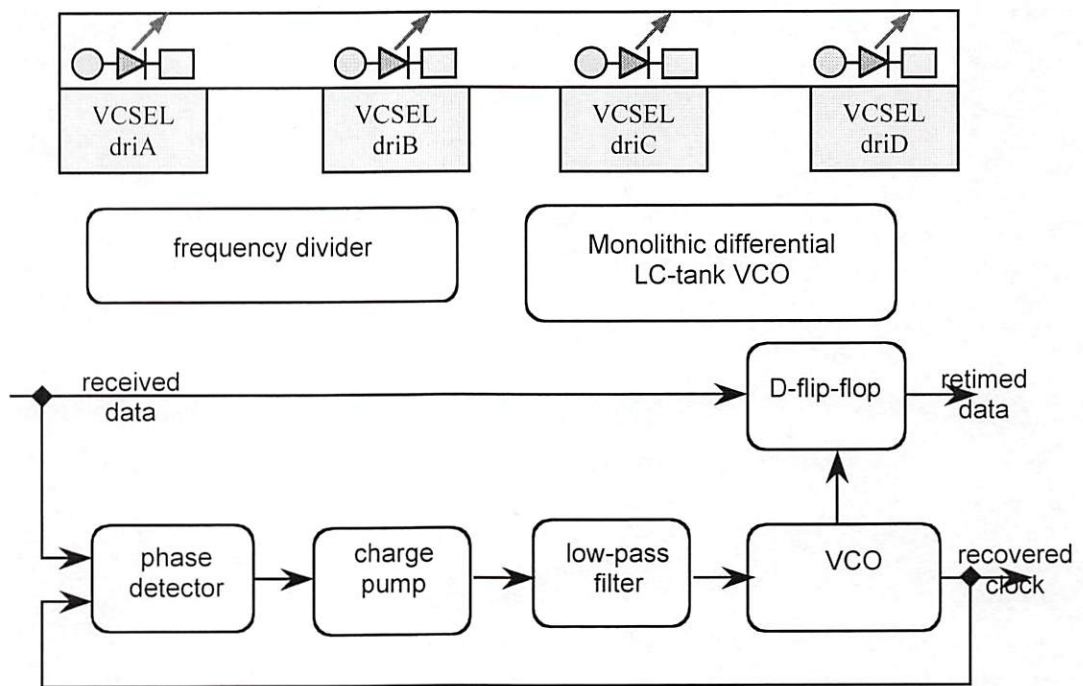 VCSEL
driA
VCSEL
driB
VCSEL
driC
VCSEL
driD
frequency divider
Monolithic differential
LC-tank VCO
received
data
D-flip-flop
retimed
data
phase
detector
charge
pump
low-pass
filter
VCO
recovered
clock